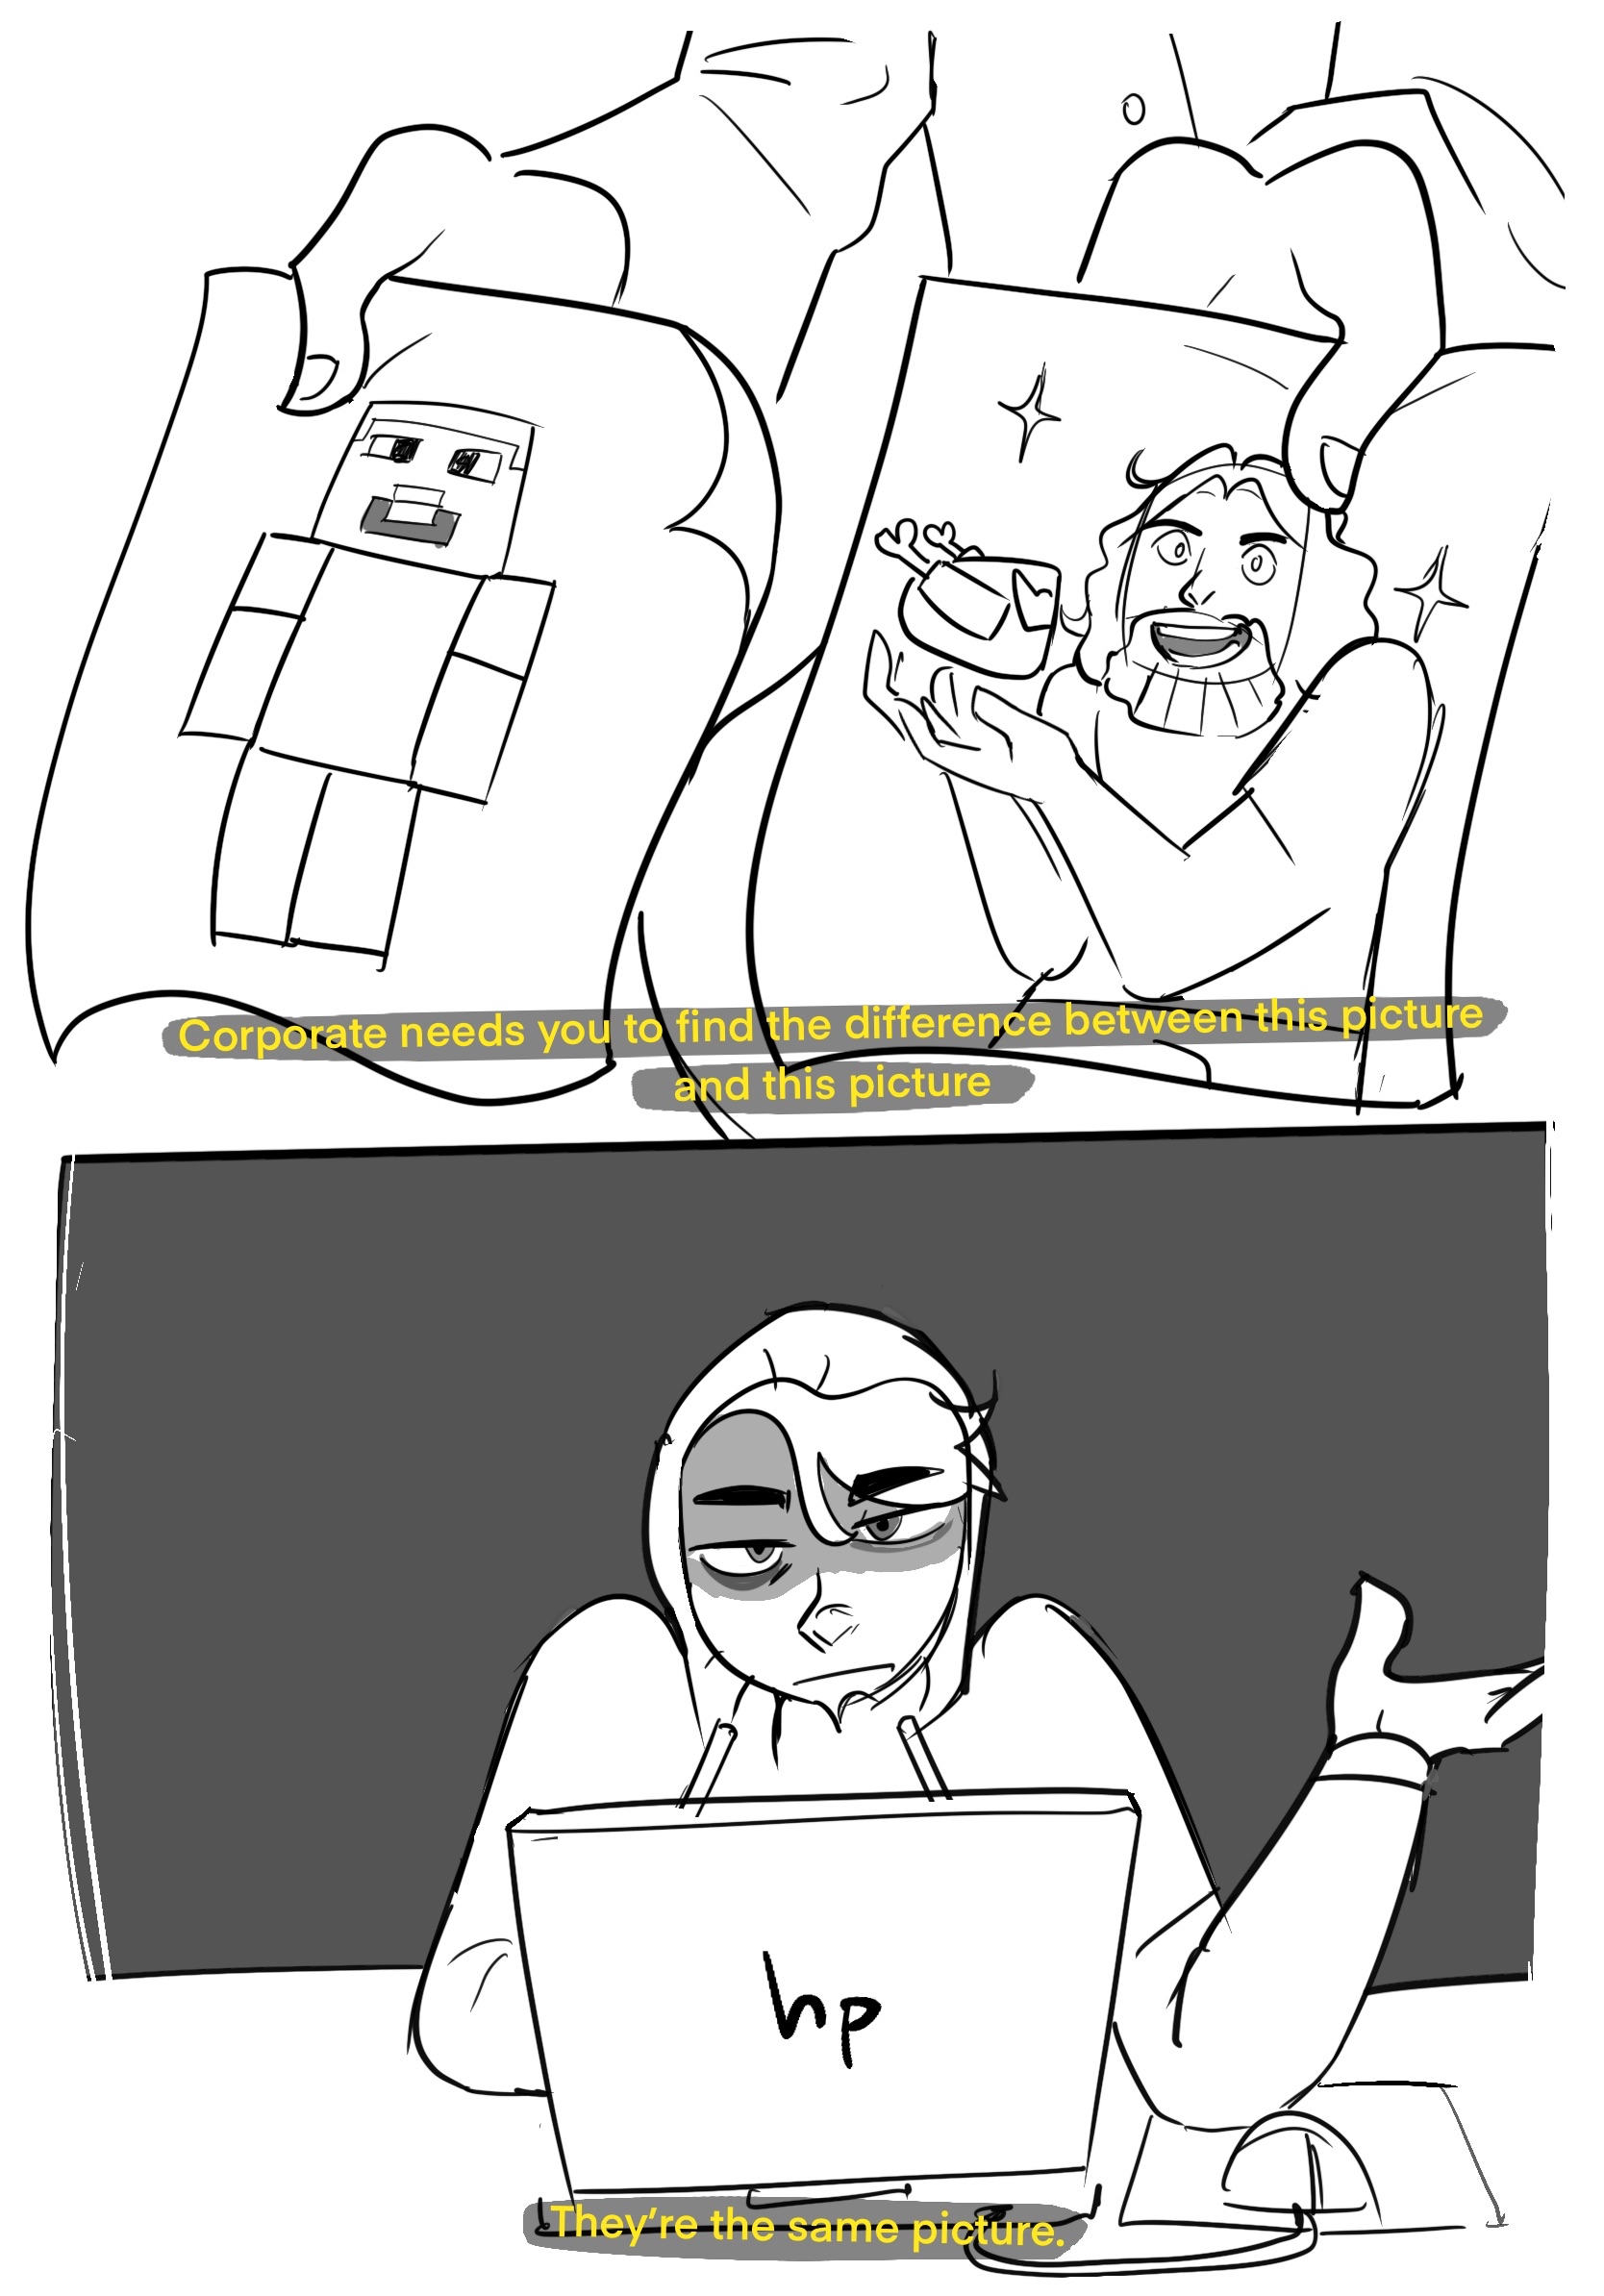 Corporate needs you to find the difference between this picture
and this picture
hp
They're the same picture.